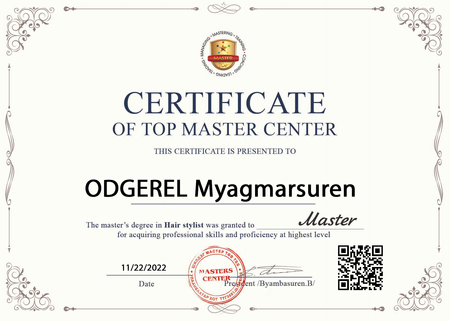 MASTER
CERTIFICATE
OF TOP MASTER CENTER
THIS CERTIFICATE IS PRESENTED TO
ODGEREL Myagmarsuren
The master's degree in Hair stylist was granted to Master
for acquiring professional skills and proficiency at highest level
11/22/2022
MASTERS
CENTER
Date
President /Byambasuren.B/